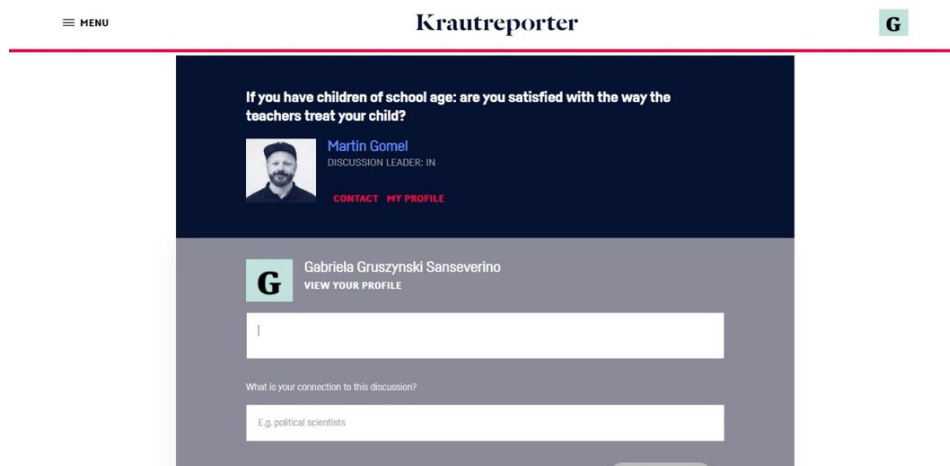 MENU
Krautreporter
G
If you have children of school age: are you satisfied with the way the
teachers treat your child?
Martin Gomel
DISCUSSION LEADER: IN
CONTACT MY PROFILE
G
Gabriela Gruszynski Sanseverino
VIEW YOUR PROFILE
What is your connection to this discussion?
E.g. political scientists